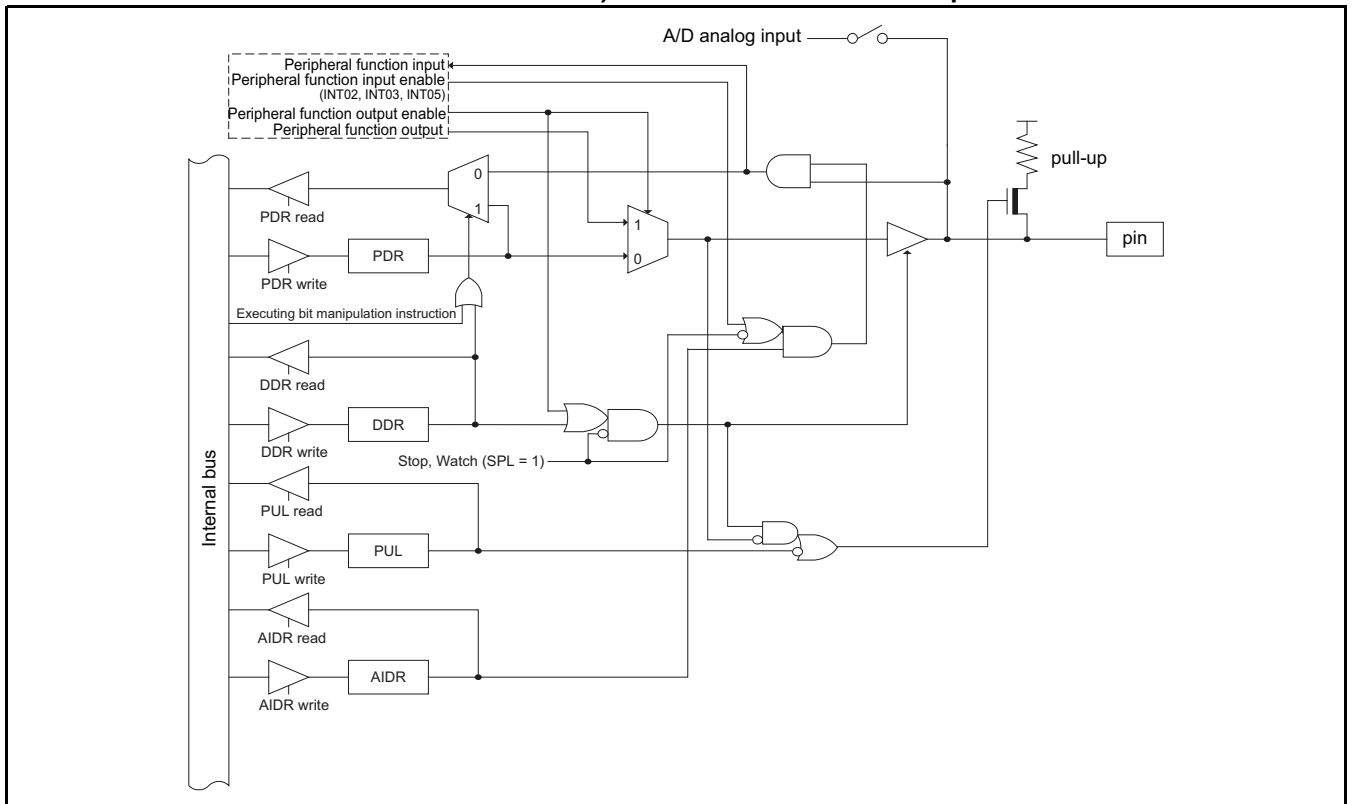 A/D analog input
Peripheral function input
Peripheral function input enable
(INT02, INT03, INT05)
Peripheral function output enable
Peripheral function output
pull-up
0
1
PDR read
1
0
pin
PDR
PDR write
Executing bit manipulation instruction
DDR read
DDR
DDR write
Stop, Watch (SPL = 1)
Internal bus
PUL read
PUL
PUL write
AIDR read
AIDR
AIDR write